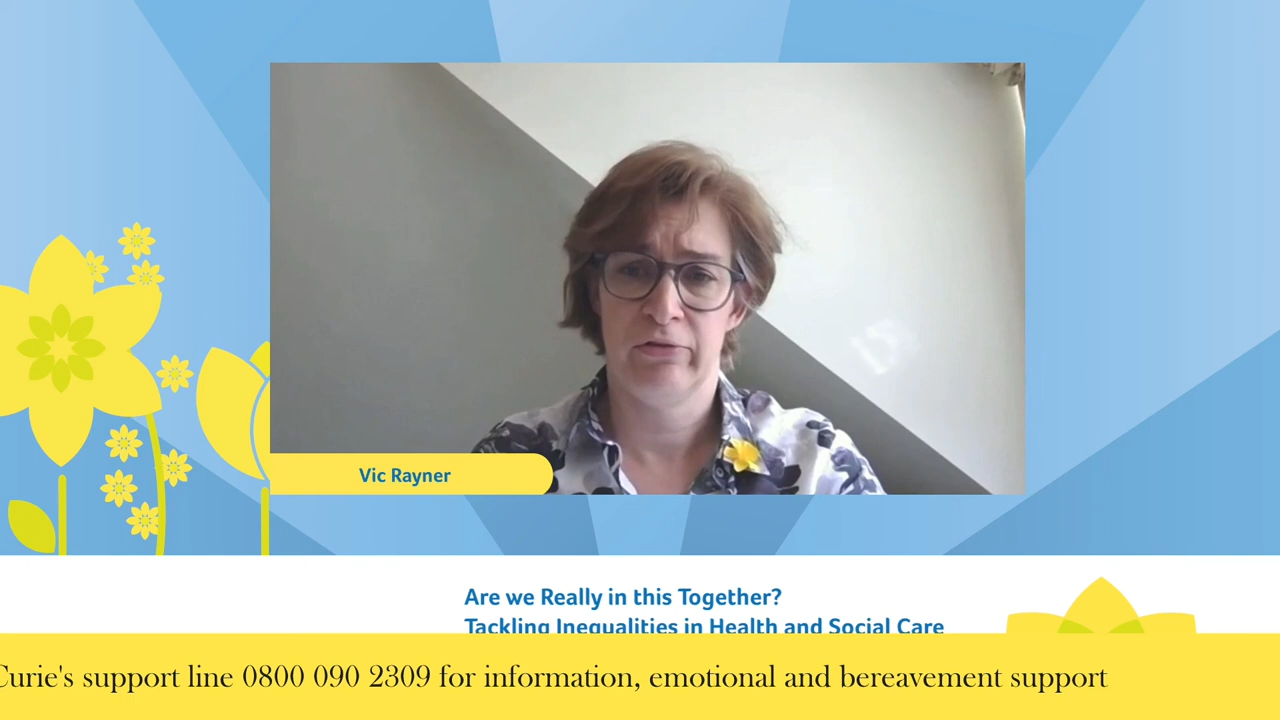 Vic Rayner
Are we Really in this Together?
Tackling Inequalities in Health and Social Care
Curie's support line 0800 090 2309 for information, emotional and bereavement support